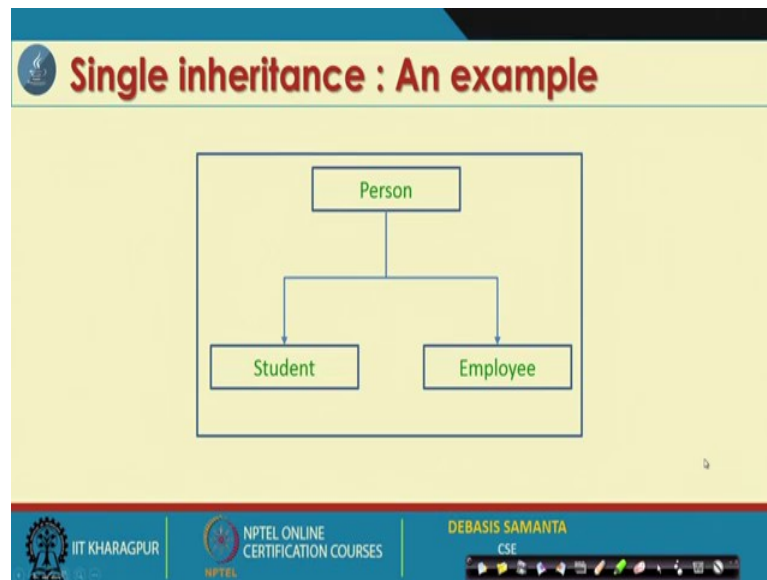 Single inheritance : An example
Person
Student
Employee
IIT KHARAGPUR
NPTEL
NPTEL ONLINE
CERTIFICATION COURSES
DEBASIS SAMANTA
CSE